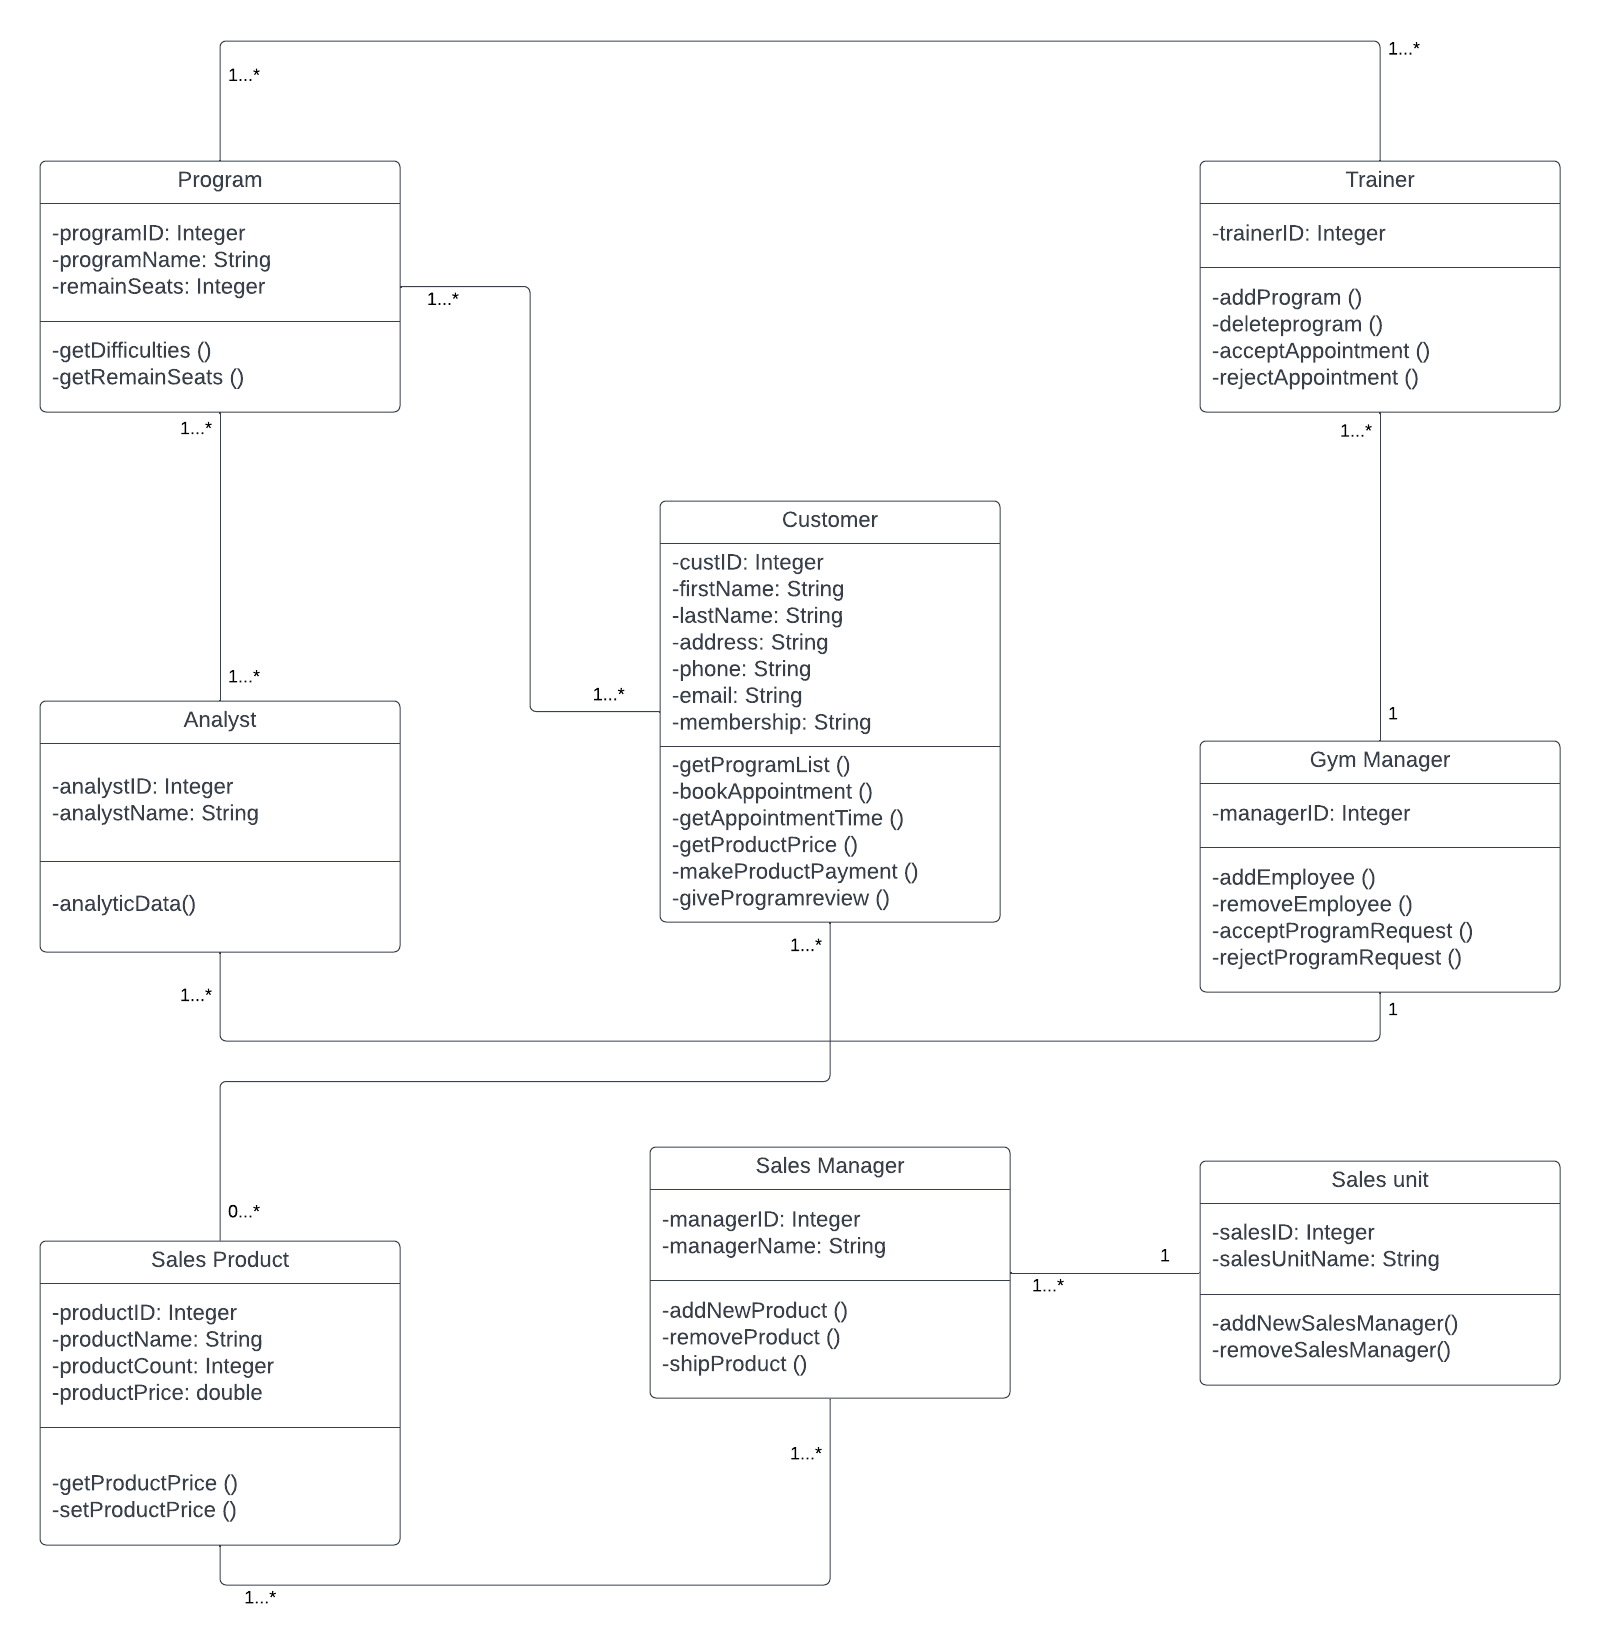 1...*
1...*
Program
-programID: Integer
-programName: String
-remainSeats: Integer
-getDifficulties ()
-getRemainSeats ()
1...*
1...*
Trainer
-trainerID: Integer
-addProgram ()
-deleteprogram ()
-acceptAppointment ()
-rejectAppointment ()
1...*
1...*
1...*
1...*
Customer
-custID: Integer
-firstName: String
-lastName: String
-address: String
-phone: String
-email: String
-membership: String
-getProgramList ()
-bookAppointment ()
-getAppointmentTime ()
-getProductPrice ()
-makeProductPayment ()
-giveProgramreview ()
1...*
Analyst
-analystID: Integer
-analystName: String
-analyticData()
1...*
1
Gym Manager
-managerID: Integer
-addEmployee ()
-removeEmployee ()
-acceptProgramRequest ()
-rejectProgramRequest ()
1
0...*
Sales Product
-productID: Integer
-productName: String
-productCount: Integer
-productPrice: double
-getProductPrice ()
-setProductPrice ()
1...*
Sales Manager
-managerID: Integer
-managerName: String
-addNewProduct ()
-removeProduct ()
-shipProduct ()
1...*
1...*
1
Sales unit
-salesID: Integer
-salesUnitName: String
-addNewSalesManager()
-removeSalesManager()